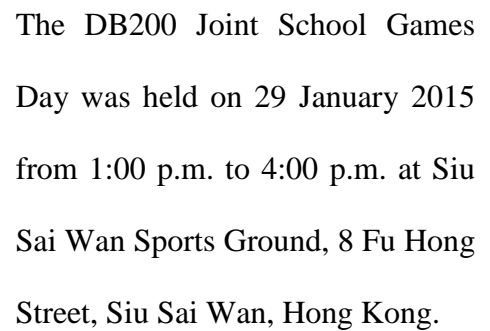 The DB200 Joint School Games
Day was held on 29 January 2015
from 1:00 p.m. to 4:00 p.m. at Siu
Sai Wan Sports Ground, 8 Fu Hong
Street, Siu Sai Wan, Hong Kong.